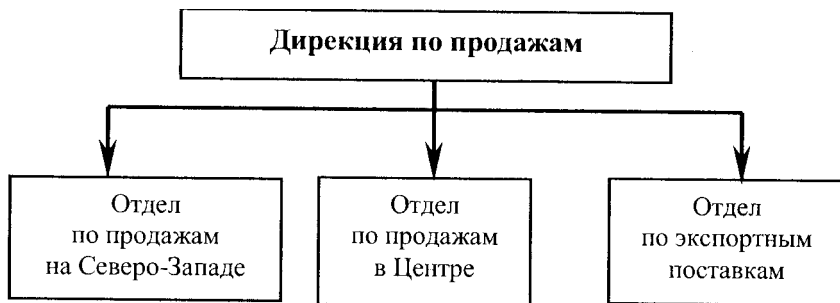 Дирекция по продажам
Отдел
по продажам
на Северо-Западе
Отдел
по продажам
в Центре
Отдел
по экспортным
поставкам